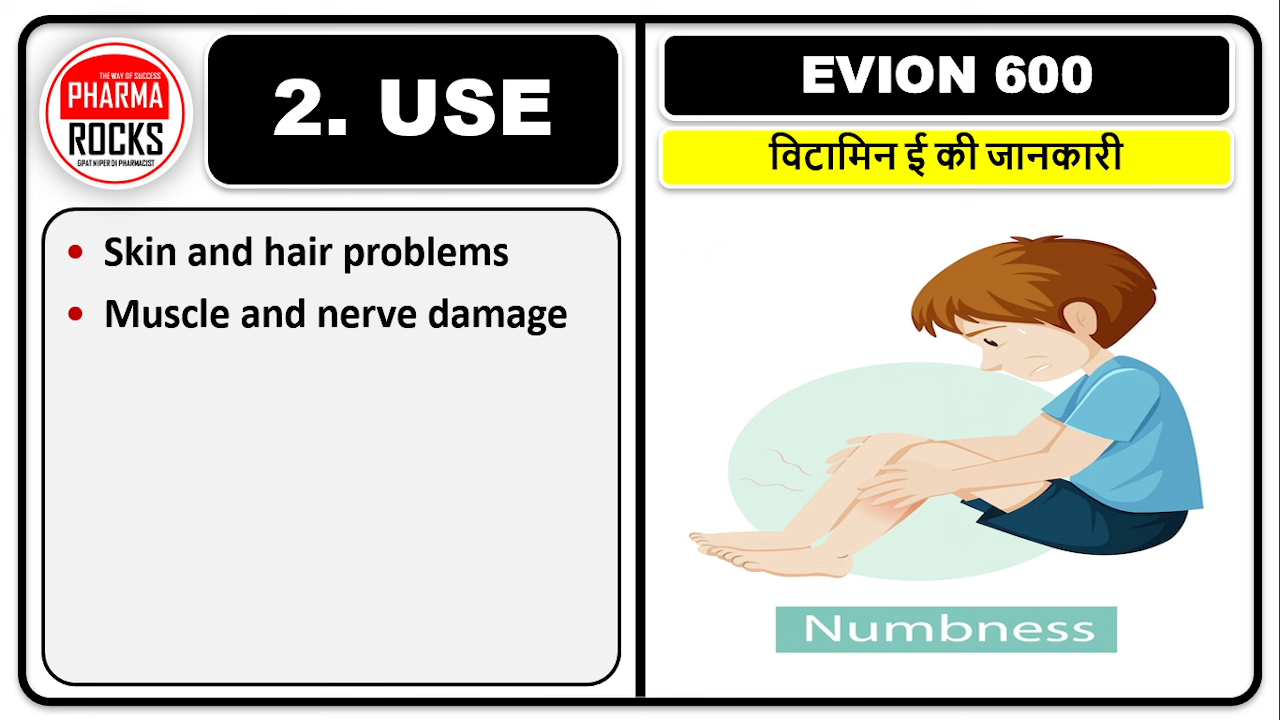 THE WAY OF SUCCESS
PHARMA
ROCKS
GPAT NIPER DI PHARMACIST
2. USE
• Skin and hair problems
• Muscle and nerve damage
EVION 600
विटामिन ई की जानकारी
Numbness